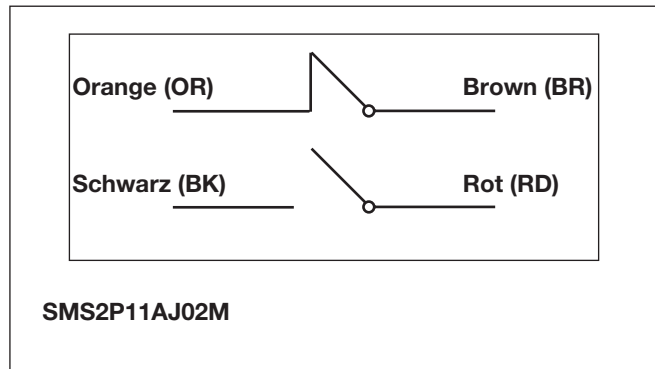 Orange (OR) Brown (BR)
Schwarz (BK) Rot (RD)
SMS2P11AJ02M